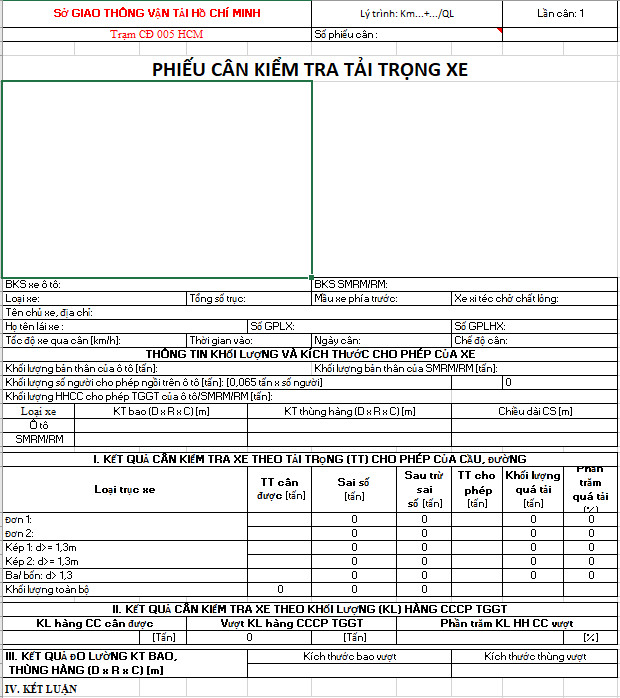 Sở GIAO THÔNG VẬN TẢI HỒ CHÍ MINH Lý trình: Km...+.../QL Lần cân: 1
Trạm CĐ 005 HCM Số phiếu cân :
PHIẾU CÂN KIỂM TRA TẢI TRỌNG XE
BKS xe ô tô: BKS SMRM/RM:
Loại xe: Tổng số trục: Mẫu xe phía trước: Xe xi téc chở chất lỏng:
Tên chủ xe, địa chỉ:
Họ tên lái xe : Số GPLX: Số GPLHX:
Tốc độ xe qua cân [km/h]: Thời gian vào: Ngày cân: Chế độ cân:
THÔNG TIN KHỐI LƯỢNG VÀ KÍCH THƯỚC CHO PHÉP CỦA XE
Khối lượng bản thân của ô tô [tấn]: Khối lượng bản thân của SMRM/RM [tấn]:
Khối lượng số người cho phép ngồi trên ô tô [tấn]: [0,065 tấn x số người] 0
Khối lượng HHCC cho phép TGGT của ô tô/SMRM/RM [tấn]:
Loại xe KT bao (D x R x C) [m] KT thùng hàng (D x R x C) [m] Chiều dài CS [m]
Ô tô
SMRM/RM
I. KẾT QUẢ CÂN KIỂM TRA XE THEO TẢI TRỌNG (TT) CHO PHÉP CỦA CẦU, ĐƯỜNG
Loại trục xe TT cân được [tấn] Sai số [tấn] Sau trừ sai số [tấn] TT cho phép [tấn] Khối lượng quá tải [tấn] Phần trăm quá tải [%]
Đơn 1: 0 0 0 0
Đơn 2: 0 0 0 0
Kép 1: d>= 1,3m 0 0 0 0
Kép 2: d>= 1,3m 0 0 0 0
Ba/ bốn: d> 1,3 0 0 0 0
Khối lượng toàn bộ 0 0 0
II. KẾT QUẢ CÂN KIỂM TRA XE THEO KHỐI LƯỢNG (KL) HÀNG CCCP TGGT
KL hàng CC cân được Vượt KL hàng CCCP TGGT Phần trăm KL HH CC vượt
[Tấn] 0 [Tấn] [%]
III. KẾT QUẢ ĐO LƯỜNG KT BAO, Kích thước bao vượt Kích thước thùng vượt
THÙNG HÀNG (D x R x C) [m]
IV. KẾT LUẬN